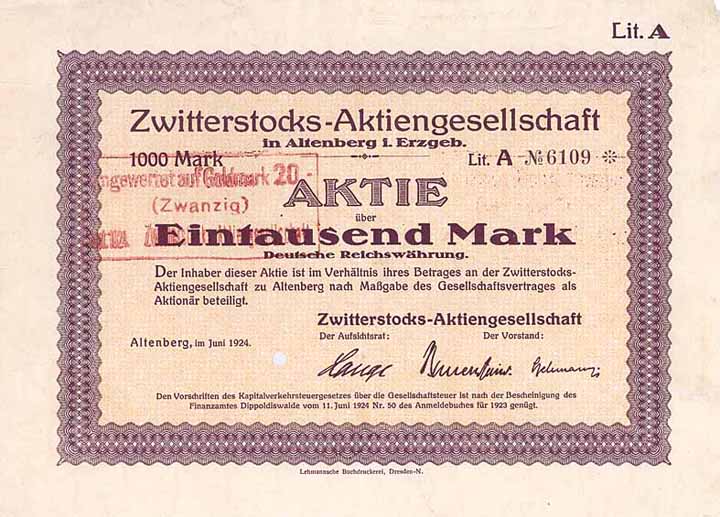 Lit. A
Zwitterstocks-Aktiengesellschaft
in Altenberg i. Erzgeb.
1000 Mark Lit. A № 6109 ✻
umgewertet auf Goldmark 20.-
(Zwanzig)
AKTIE
über
Eintausend Mark
Deutsche Reichswährung.
Der Inhaber dieser Aktie ist im Verhältnis ihres Betrages an der Zwitterstocks-
Aktiengesellschaft zu Altenberg nach Maßgabe des Gesellschaftsvertrages als
Aktionär beteiligt.
Zwitterstocks-Aktiengesellschaft
Der Aufsichtsrat: Der Vorstand:
Altenberg, im Juni 1924.
Lange
Den Vorschriften des Kapitalverkehrsteuergesetzes über die Gesellschaftsteuer ist nach der Bescheinigung des
Finanzamtes Dippoldiswalde vom 11. Juni 1924 Nr. 50 des Anmeldebuches für 1923 genügt.
Lehmannsche Buchdruckerei, Dresden-N.